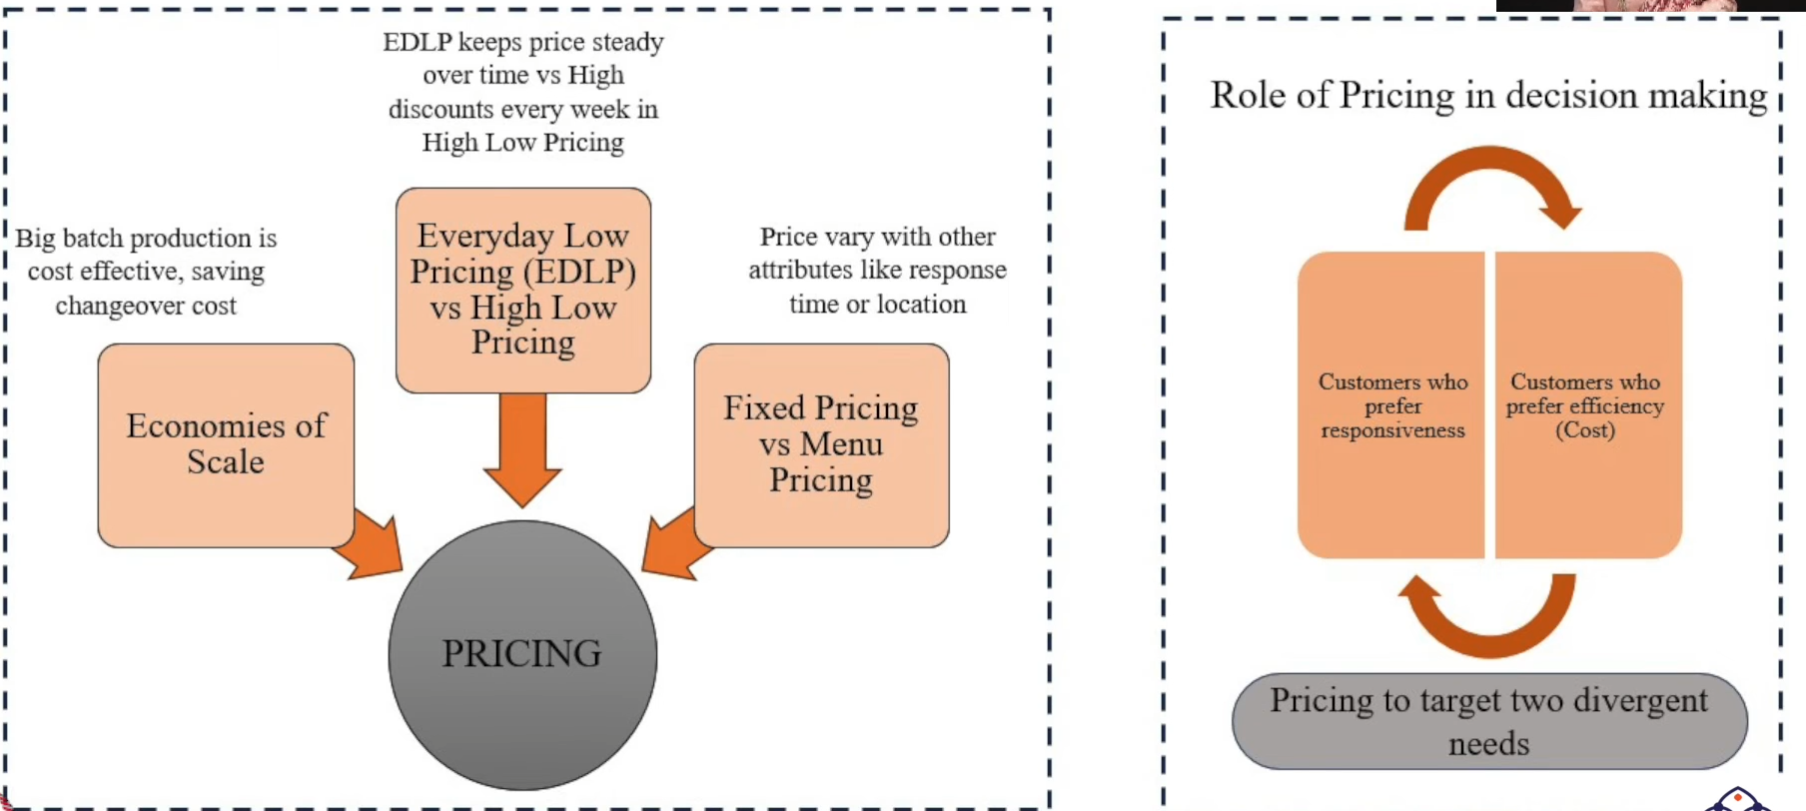 EDLP keeps price steady
over time vs High
discounts every week in
High Low Pricing
Big batch production is
cost effective, saving
changeover cost
Everyday Low
Pricing (EDLP)
vs High Low
Pricing
Price vary with other
attributes like response
time or location
Economies of
Scale
Fixed Pricing
vs Menu
Pricing
PRICING
Role of Pricing in decision making
Customers who
prefer
responsiveness
Customers who
prefer efficiency
(Cost)
Pricing to target two divergent
needs